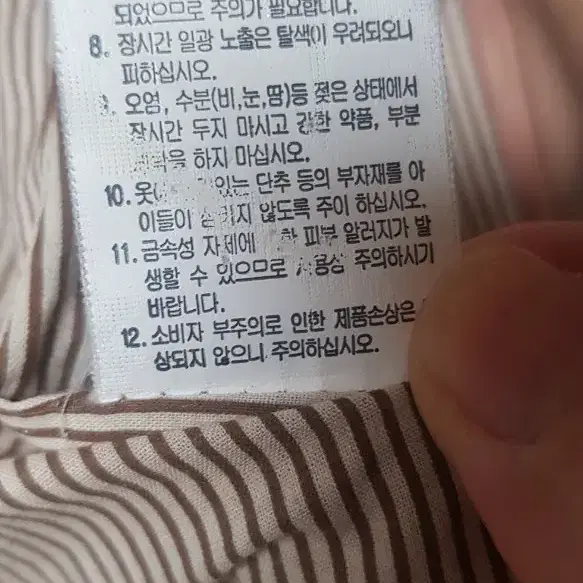 되었으므로 주의가 필요합니다.
8. 장시간 일광 노출은 탈색이 우려되오니
피하십시오.
오염, 수분(비,눈,땀)등 젖은 상태에서
장시간 두지 마시고 강한 약품, 부분
하지 마십시오.
10. 옷 있는 단추 등의 부자재를 아
이들이 않도록 주이 하십시오.
11. 금속성 피부 알러지가 발
생할 수 있으므로 주의하시기
바랍니다.
12. 소비자 부주의로 인한 제품손상은
상되지 않으니 주의하십시오.